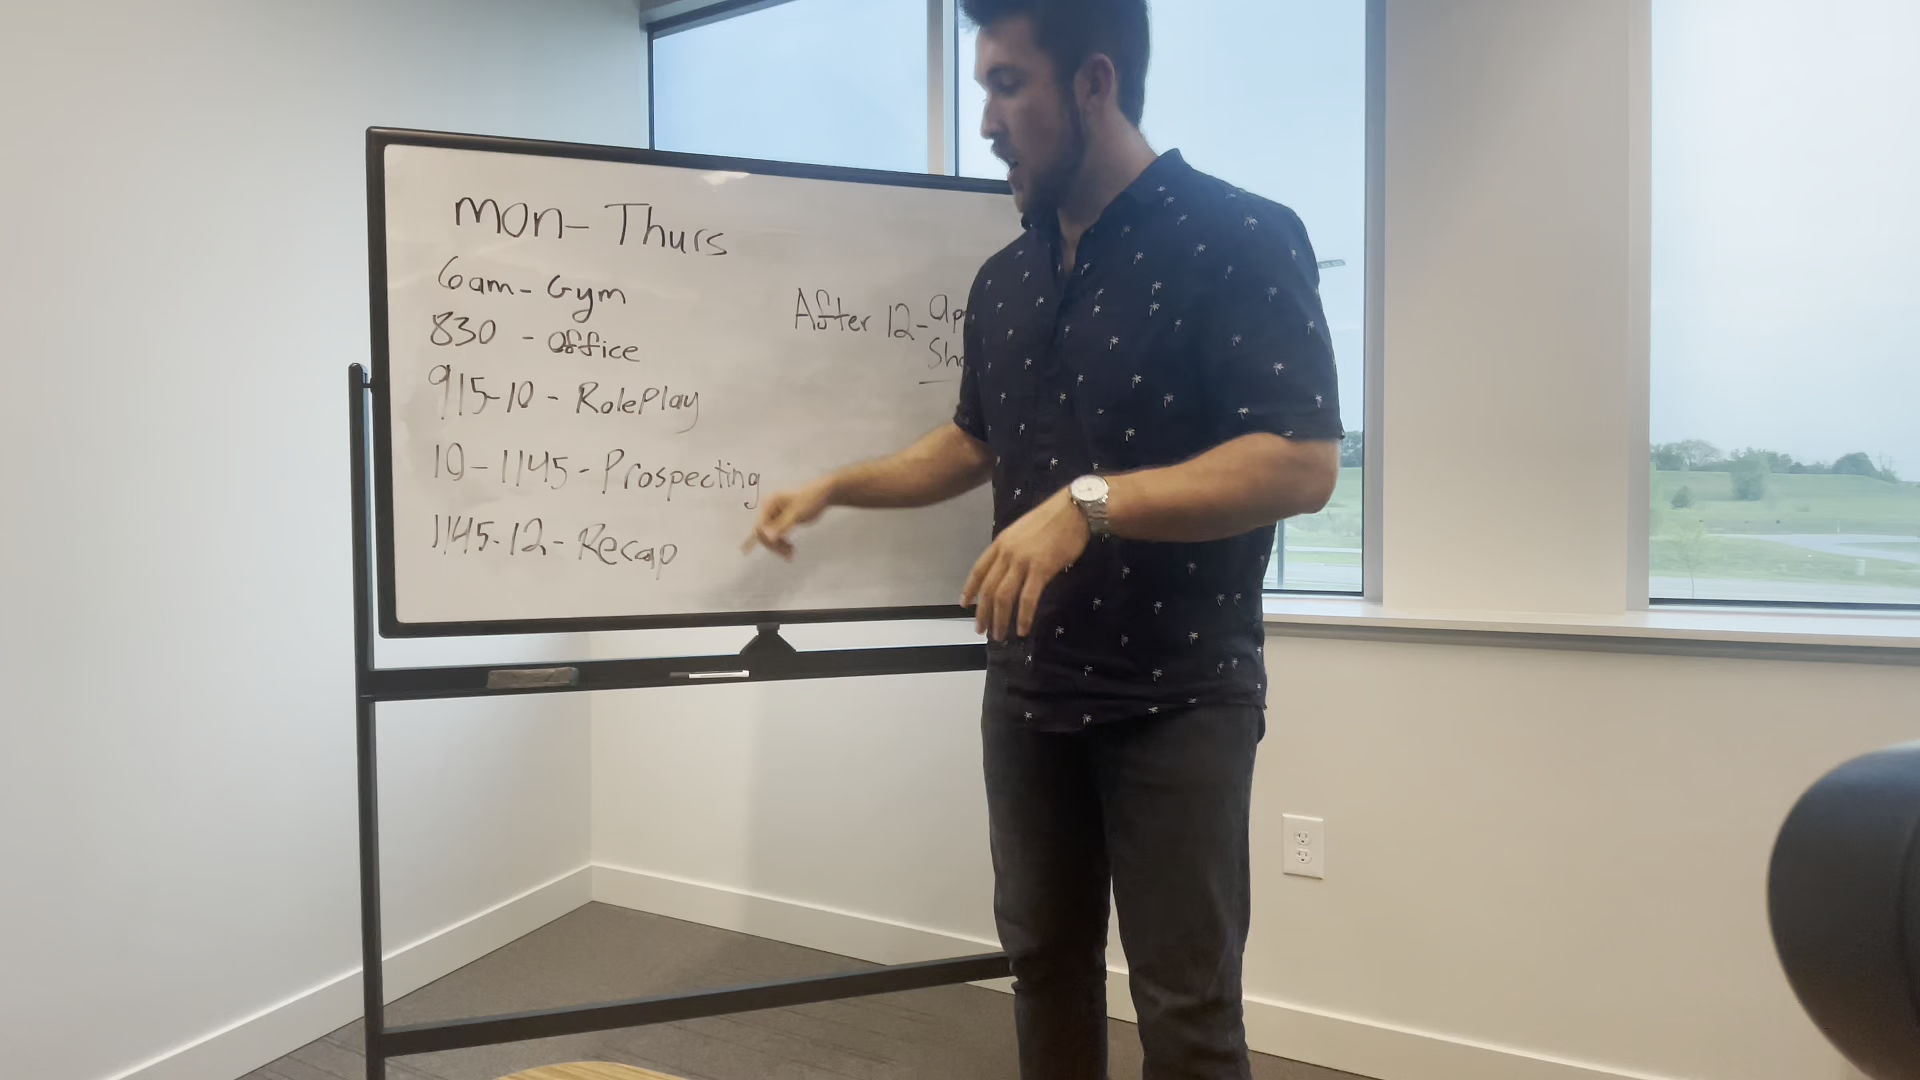 Mon- Thurs
6am- Gym
830 - Office
915-10 - RolePlay
10-1145- Prospecting
1145-12- Recap
After 12-